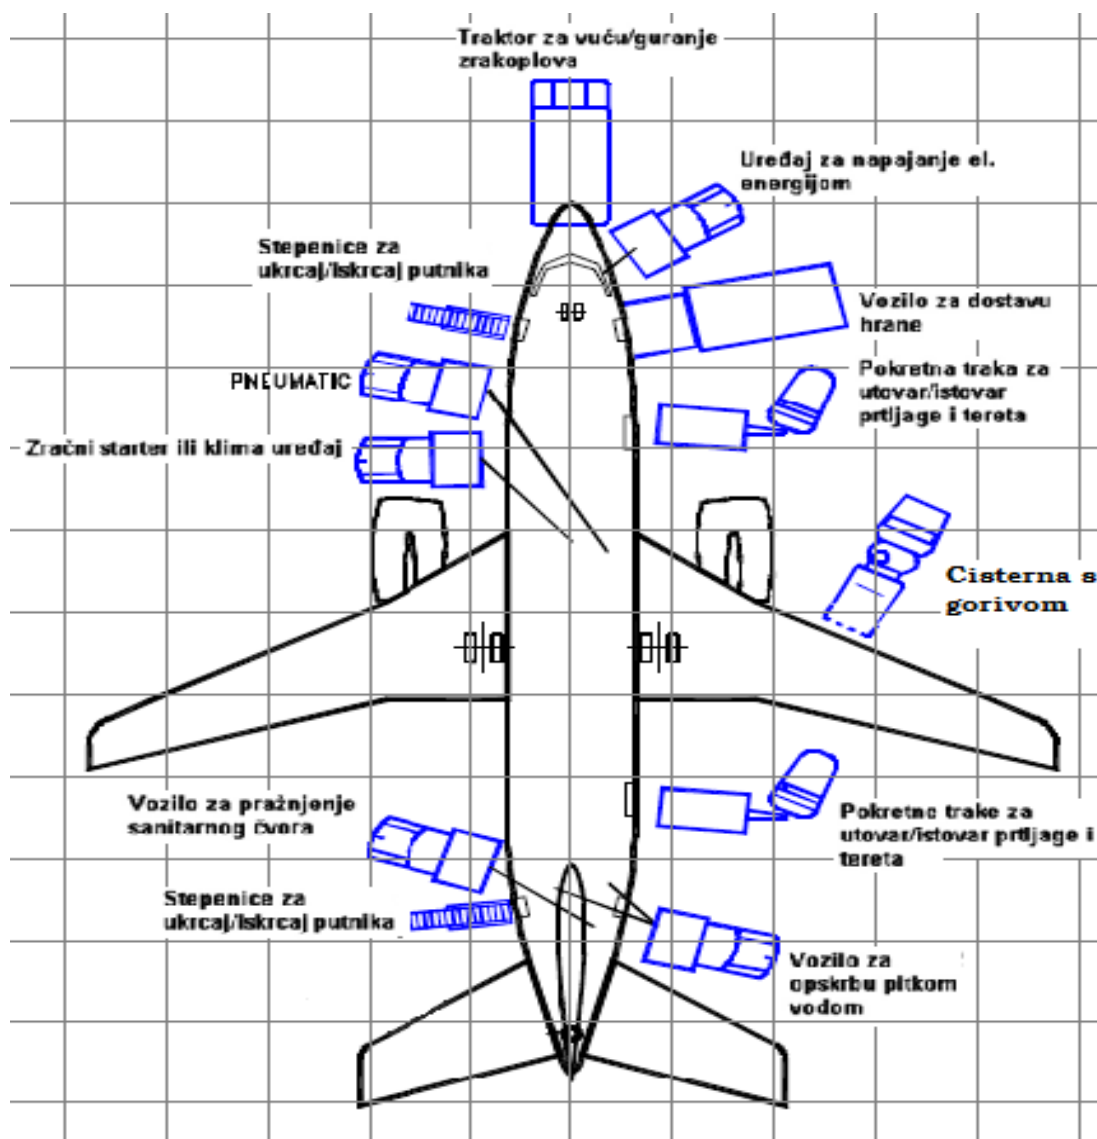 Traktor za vuću/guranje
zrakoplova
Uređaj za napajanje el.
energijom
Stepenice za
ukrcaj/iskrcaj putnika
Vozilo za dostavu
hrane
PNEUMATIC
Pokretna traka za
utovar/istovar
prtljage i tereta
Zračni starter ili klima uređaj
Cisterna s
gorivom
Vozilo za pražnjenje
sanitarnog čvora
Pokretne trake za
utovar/istovar prtljage i
tereta
Stepenice za
ukrcaj/iskrcaj putnika
Vozilo za
opskrbu pitkom
vodom